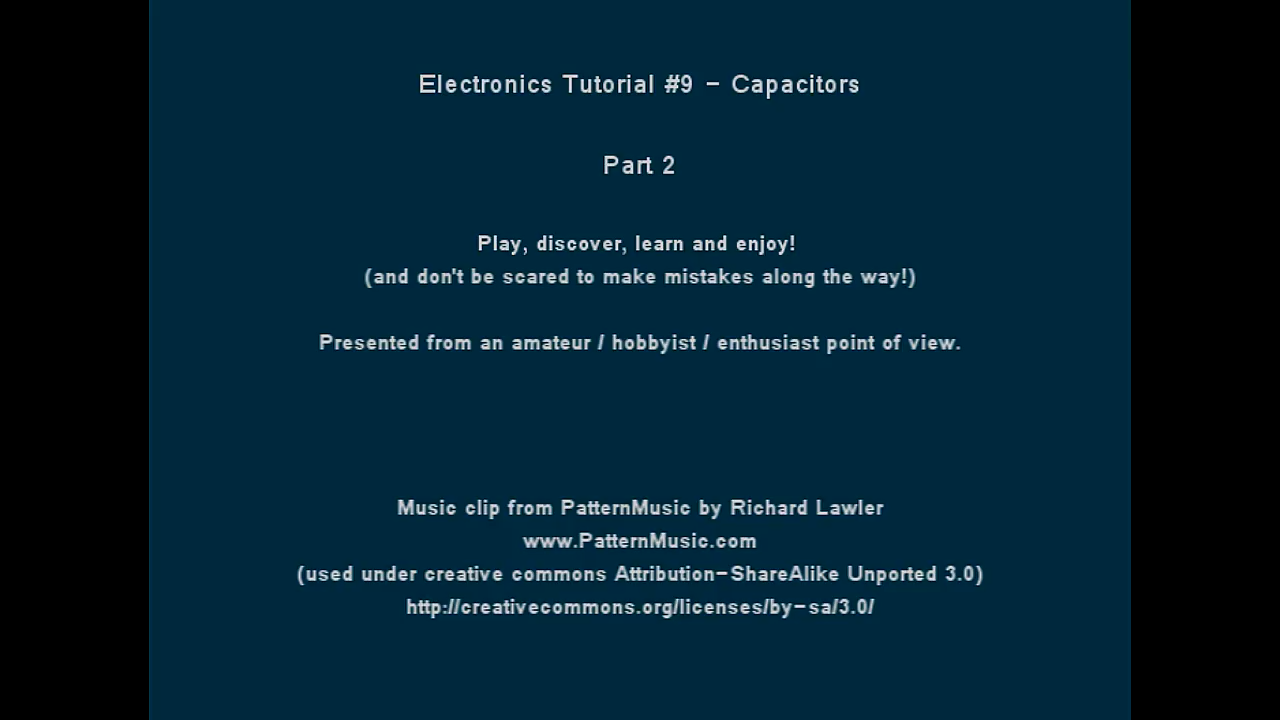 Electronics Tutorial #9 - Capacitors
Part 2
Play, discover, learn and enjoy!
(and don't be scared to make mistakes along the way!)
Presented from an amateur / hobbyist / enthusiast point of view.
Music clip from PatternMusic by Richard Lawler
www.PatternMusic.com
(used under creative commons Attribution-ShareAlike Unported 3.0)
http://creativecommons.org/licenses/by-sa/3.0/